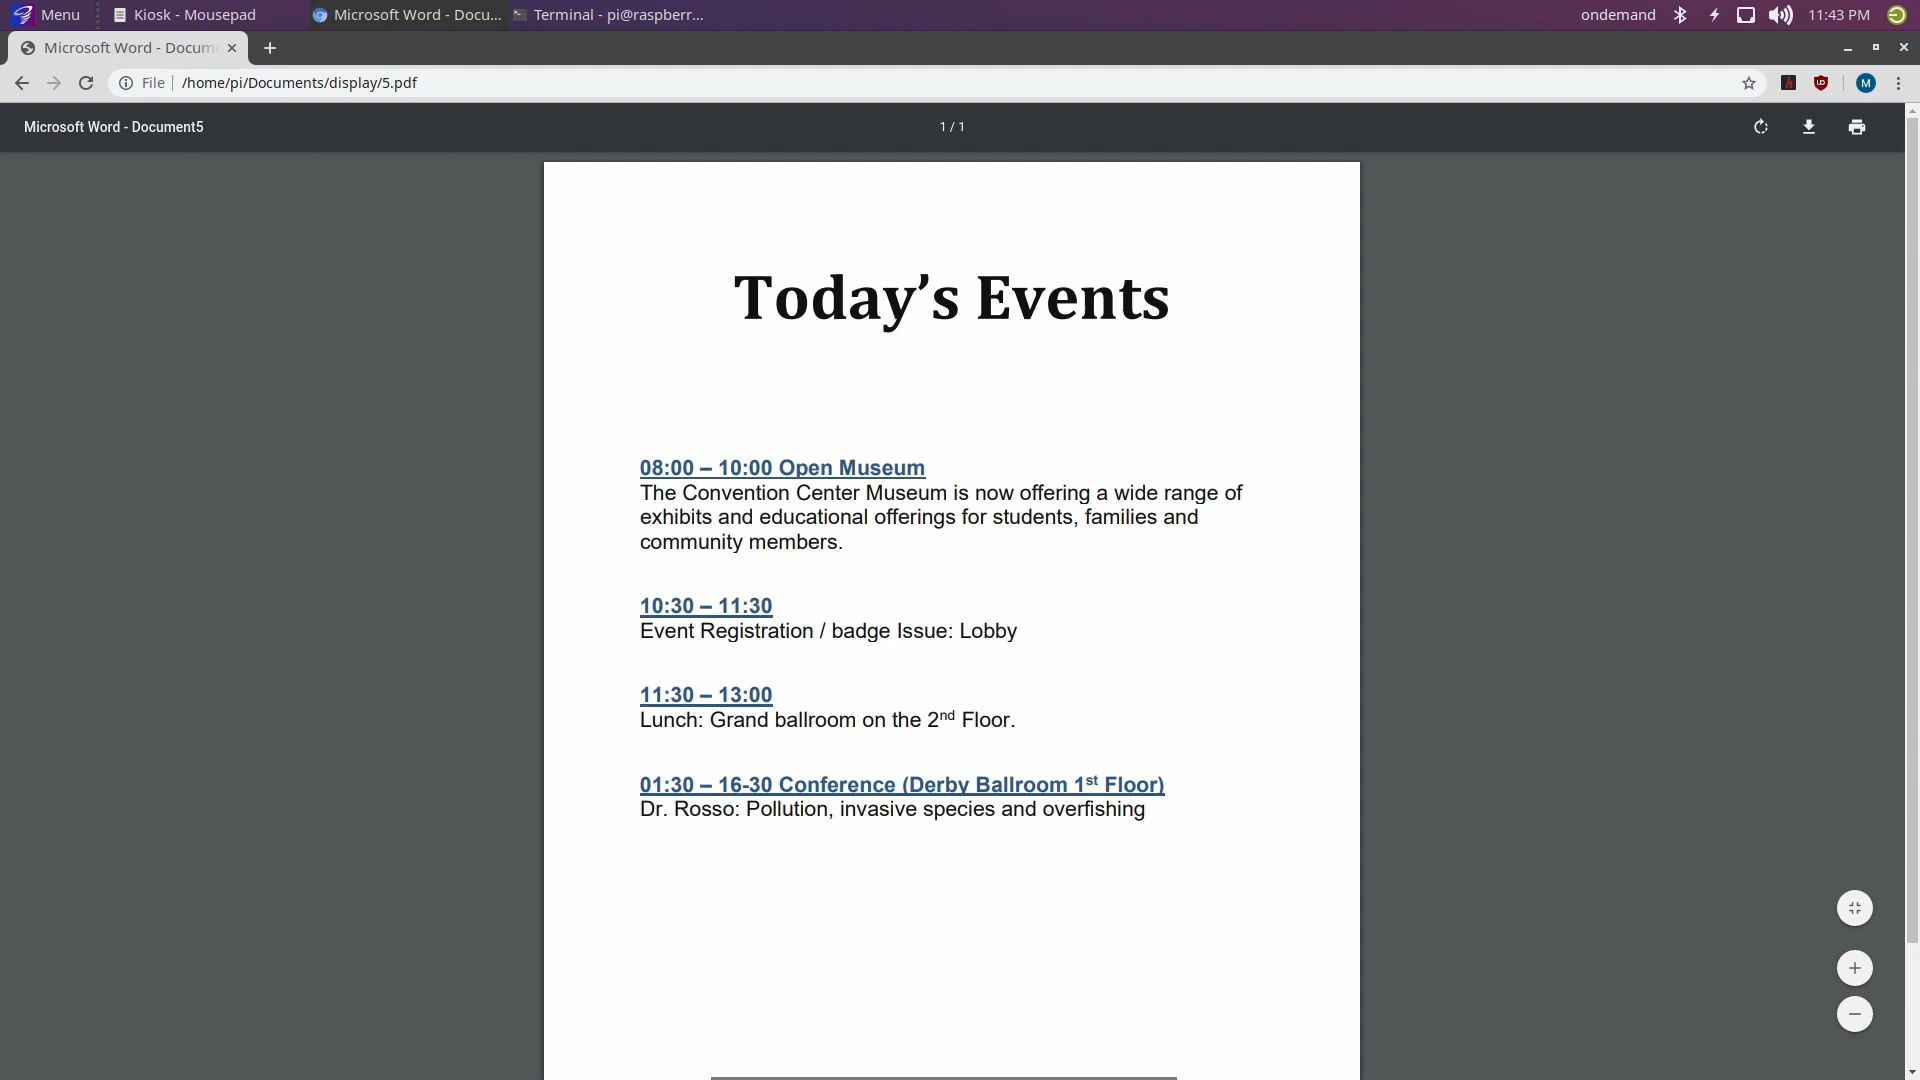 Menu
Kiosk - Mousepad
Microsoft Word - Docu...
Terminal - pi@raspberr...
ondemand
11:43 PM
Microsoft Word - Docum
File
/home/pi/Documents/display/5.pdf
M
Microsoft Word - Document5
1 / 1
Today’s Events
08:00 – 10:00 Open Museum
The Convention Center Museum is now offering a wide range of
exhibits and educational offerings for students, families and
community members.
10:30 – 11:30
Event Registration / badge Issue: Lobby
11:30 – 13:00
Lunch: Grand ballroom on the 2nd Floor.
01:30 – 16-30 Conference (Derby Ballroom 1st Floor)
Dr. Rosso: Pollution, invasive species and overfishing